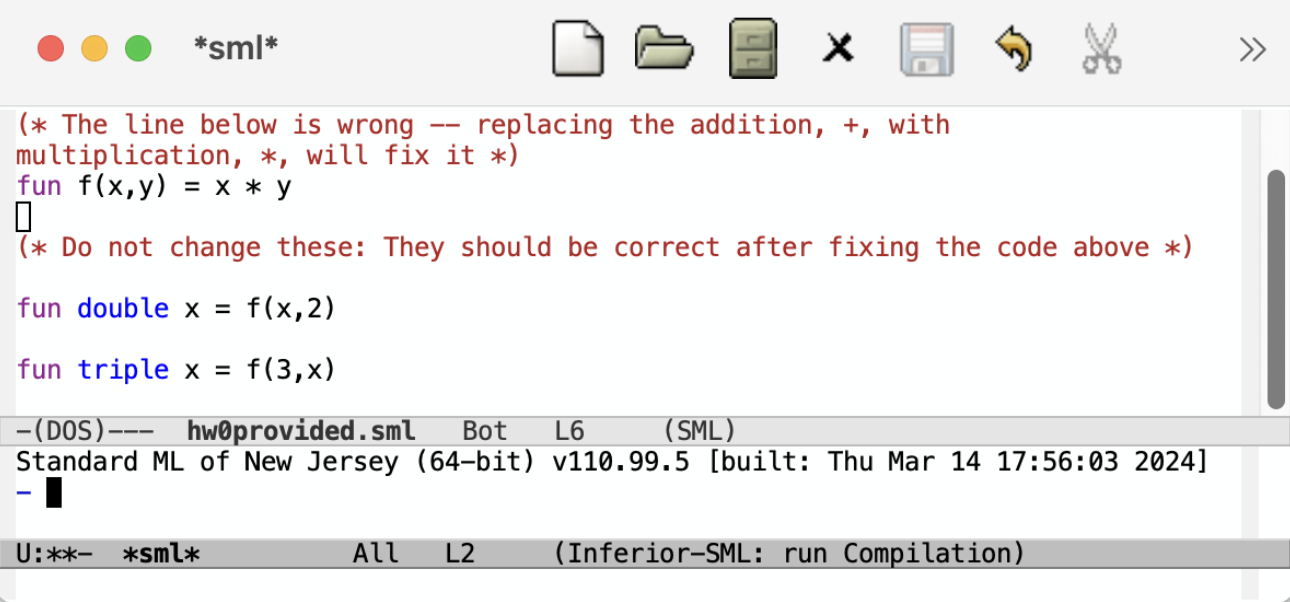 *sml*
(* The line below is wrong -- replacing the addition, +, with
multiplication, *, will fix it *)
fun f(x,y) = x * y
(* Do not change these: They should be correct after fixing the code above *)
fun double x = f(x,2)
fun triple x = f(3,x)
-(DOS)--- hw0provided.sml Bot L6 (SML)
Standard ML of New Jersey (64-bit) v110.99.5 [built: Thu Mar 14 17:56:03 2024]
-
U:**- *sml* All L2 (Inferior-SML: run Compilation)